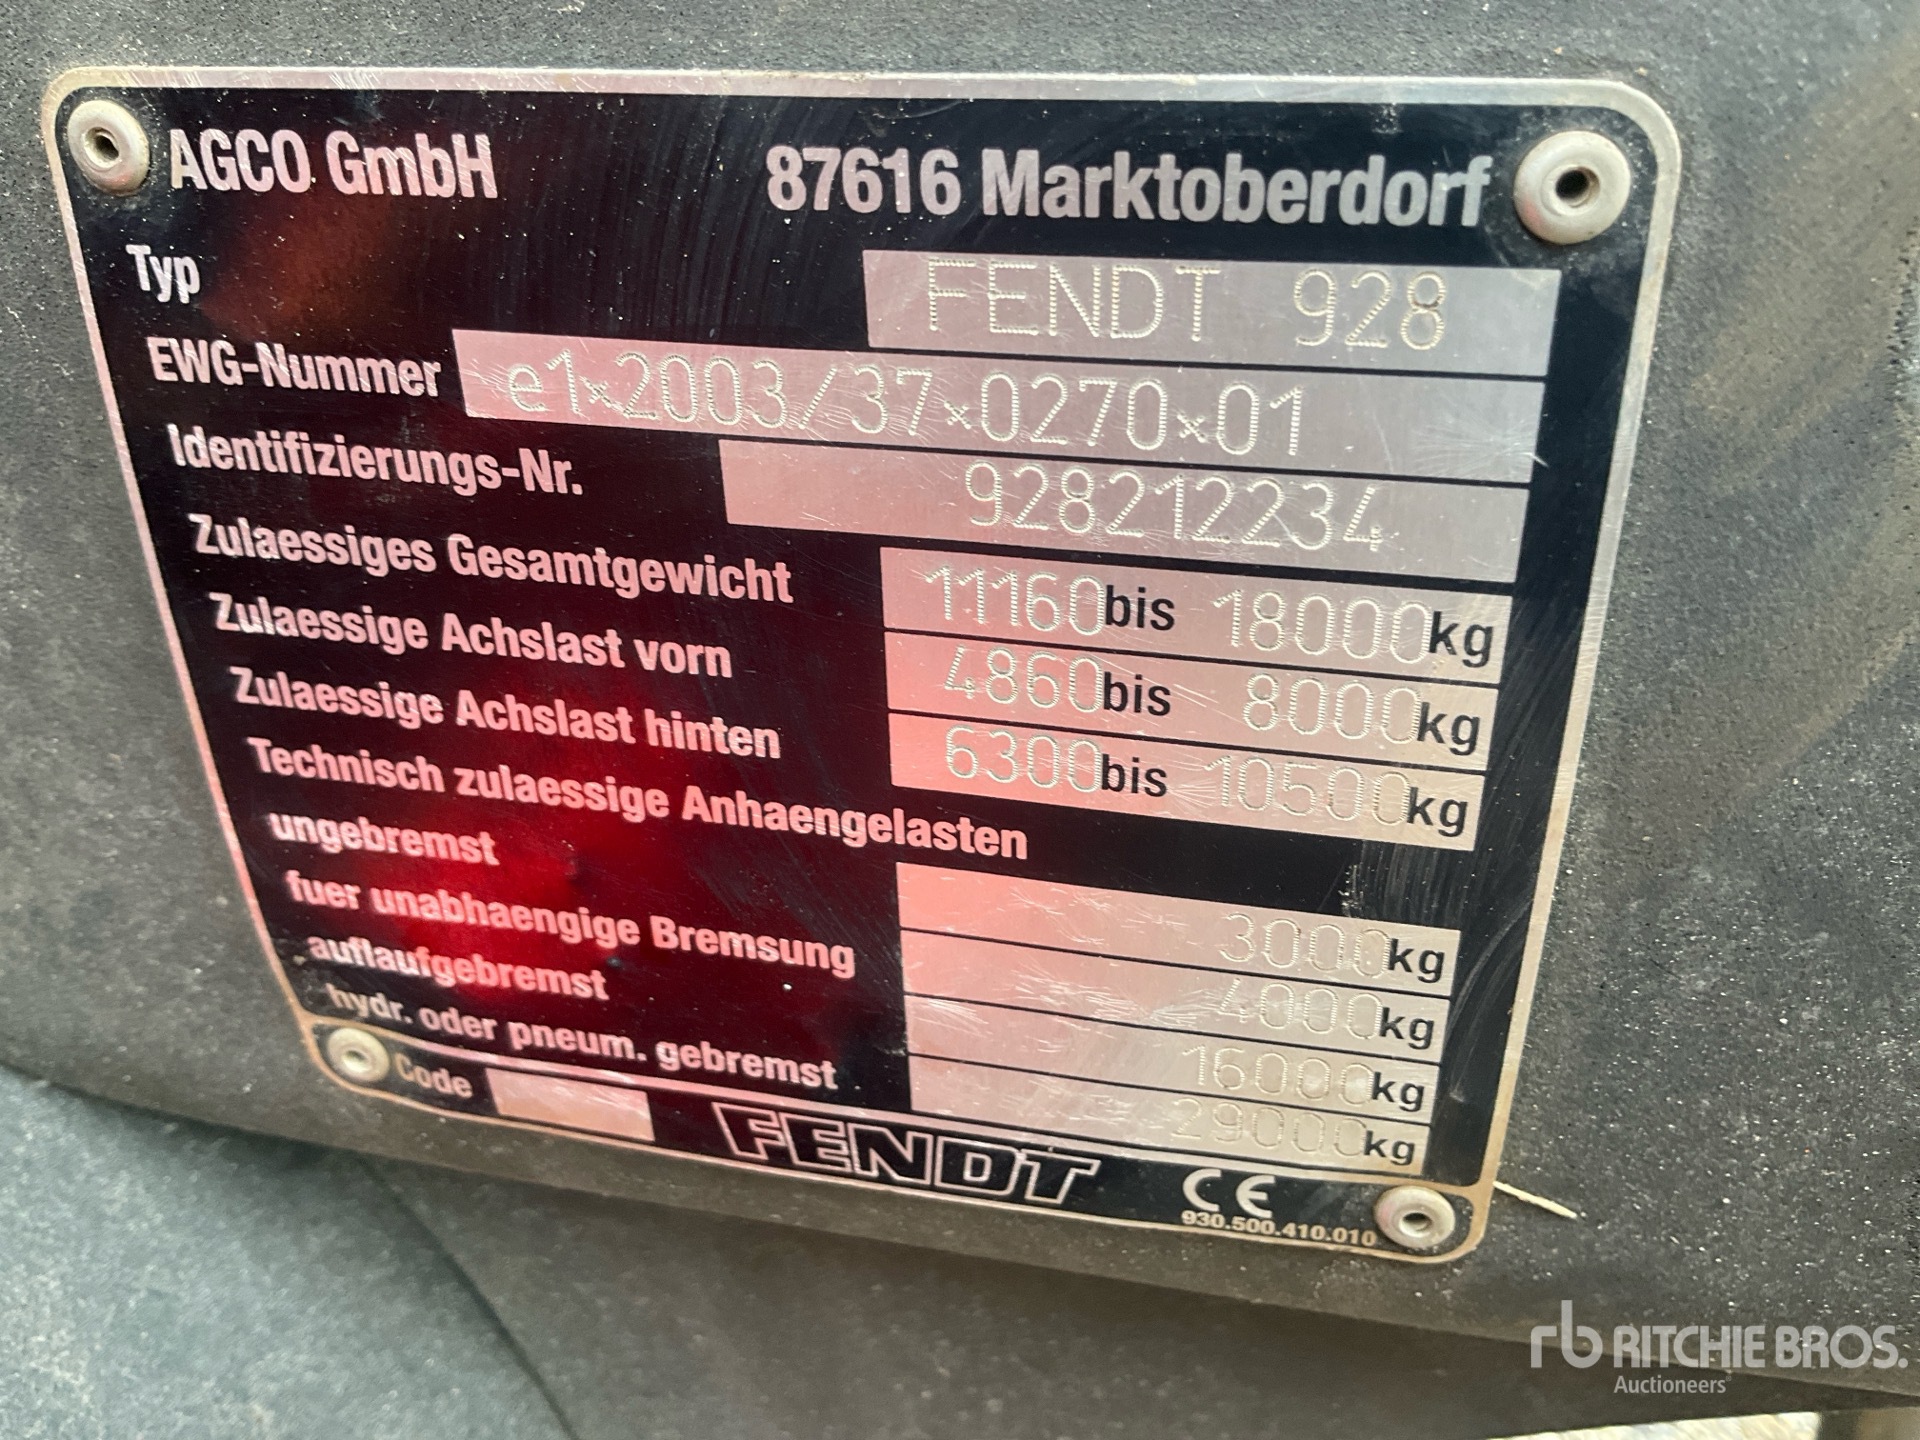 AGCO GmbH 87616 Marktoberdorf
Typ FENDT 928
EWG-Nummer e1×2003/37×0270×01
Identifizierungs-Nr. 928212234
Zulaessiges Gesamtgewicht 11160 bis 18000 kg
Zulaessige Achslast vorn 4860 bis 8000 kg
Zulaessige Achslast hinten 6300 bis 10500 kg
Technisch zulaessige Anhaengelasten
ungebremst 3000 kg
fuer unabhaengige Bremsung 4000 kg
auflaufgebremst 16000 kg
hydr. oder pneum. gebremst 29000 kg
Code FENDT CE
930.500.410.010
rb RITCHIE BROS.
Auctioneers